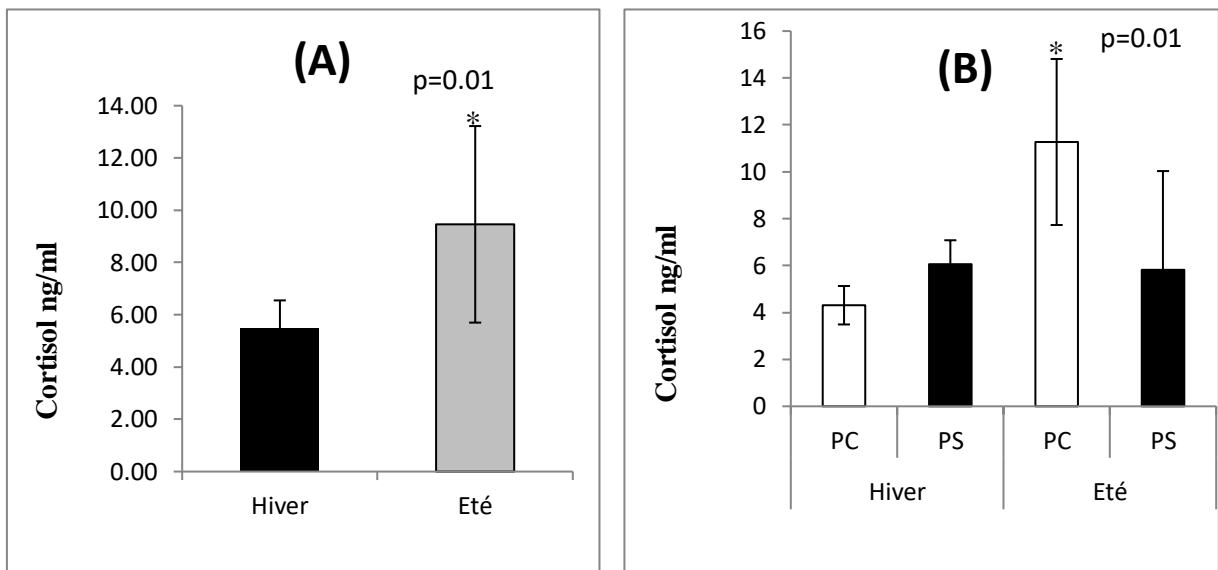 (A)
p=0.01
*
Cortisol ng/ml
14.00
12.00
10.00
8.00
6.00
4.00
2.00
0.00
Hiver Eté
(B)
p=0.01
*
Cortisol ng/ml
16
14
12
10
8
6
4
2
0
PC PS PC PS
Hiver Eté